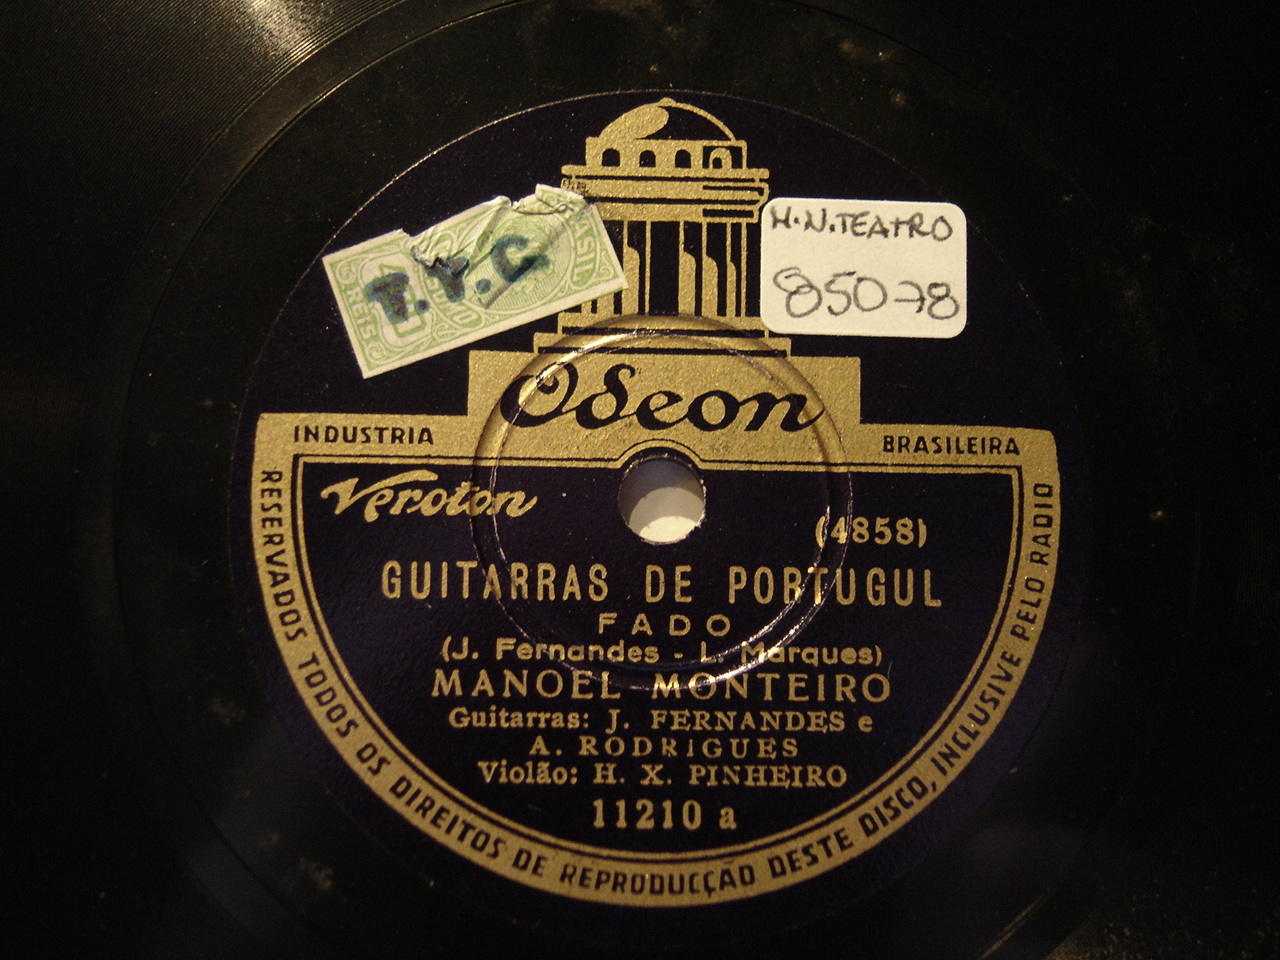 H.N.TEATRO
85078
T.Y.C
REIS
Odeon
INDUSTRIA BRASILEIRA
Veroton
(4858)
GUITARRAS DE PORTUGUL
FADO
(J. Fernandes - L. Marques)
MANOEL MONTEIRO
Guitarras: J. FERNANDES e
A. RODRIGUES
Violão: H. X. PINHEIRO
11210 a
RESERVADOS TODOS OS DIREITOS DE REPRODUCÇÃO DESTE DISCO, INCLUSIVE PELO RADIO